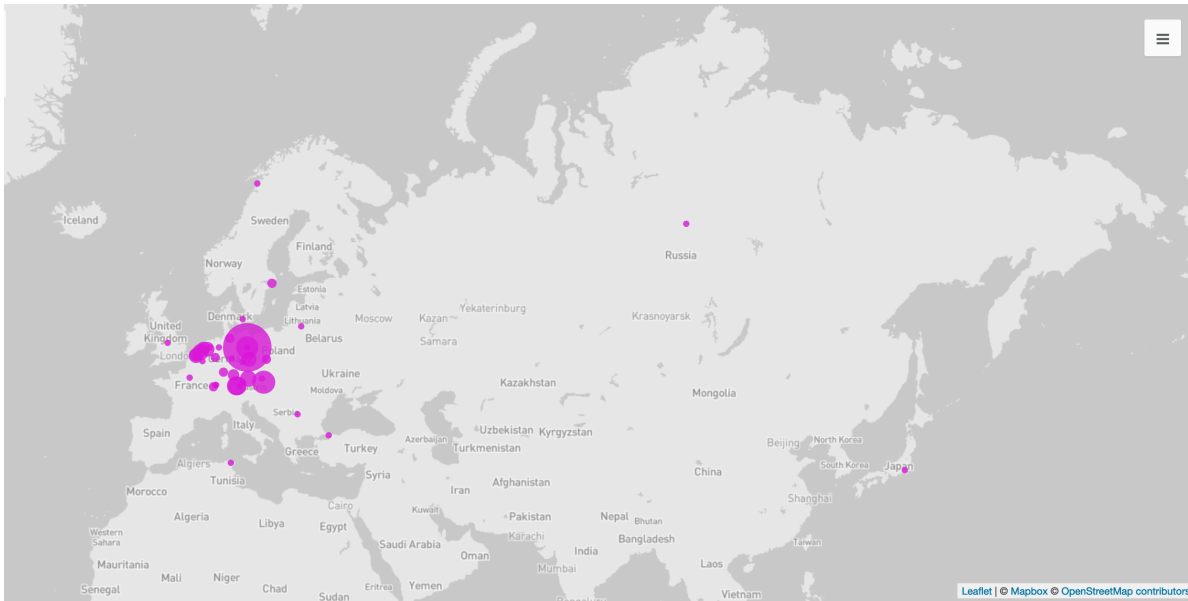 Iceland
Sweden
Finland
Norway
Russia
Estonia
Latvia
Lithuania
Denmark
Moscow
Kazan
Yekaterinburg
Krasnoyarsk
United
Kingdom
Belarus
Samara
London
Poland
France
Ukraine
Moldova
Kazakhstan
Mongolia
Serbia
Spain
Italy
Greece
Turkey
Azerbaijan
Uzbekistan
Kyrgyzstan
Turkmenistan
Beijing
North Korea
South Korea
Japan
Algiers
Tunisia
Syria
Iran
Afghanistan
China
Shanghai
Morocco
Algeria
Libya
Cairo
Egypt
Kuwait
Pakistan
Karachi
Nepal
Bhutan
Bangladesh
Taiwan
Western
Sahara
Saudi Arabia
Oman
India
Mumbai
Laos
Mauritania
Mali
Niger
Chad
Sudan
Eritrea
Yemen
Senegal
Vietnam
Leaflet | © Mapbox © OpenStreetMap contributors